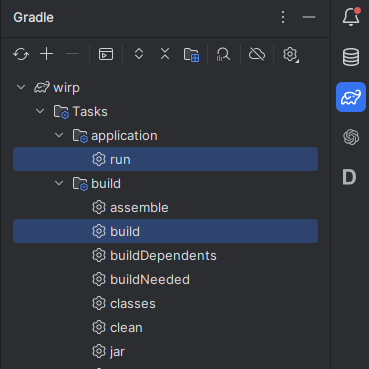 Gradle
wirp
Tasks
application
run
build
assemble
build
buildDependents
buildNeeded
classes
clean
jar
D